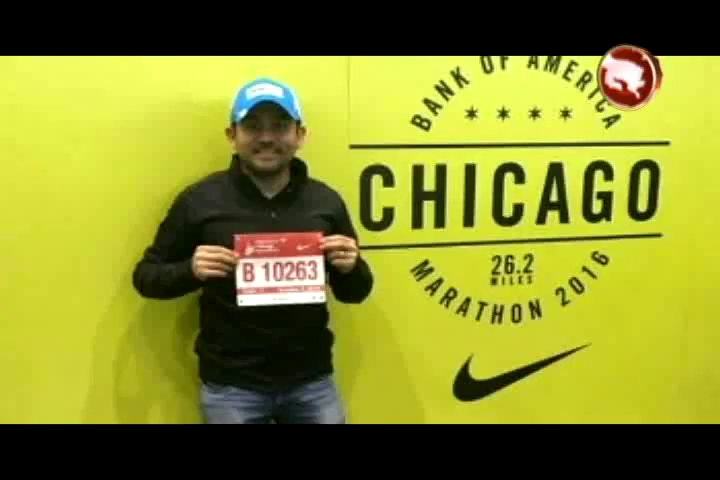 BANK OF AMERICA
CHICAGO
26.2
MILES
MARATHON 2016
B 10263